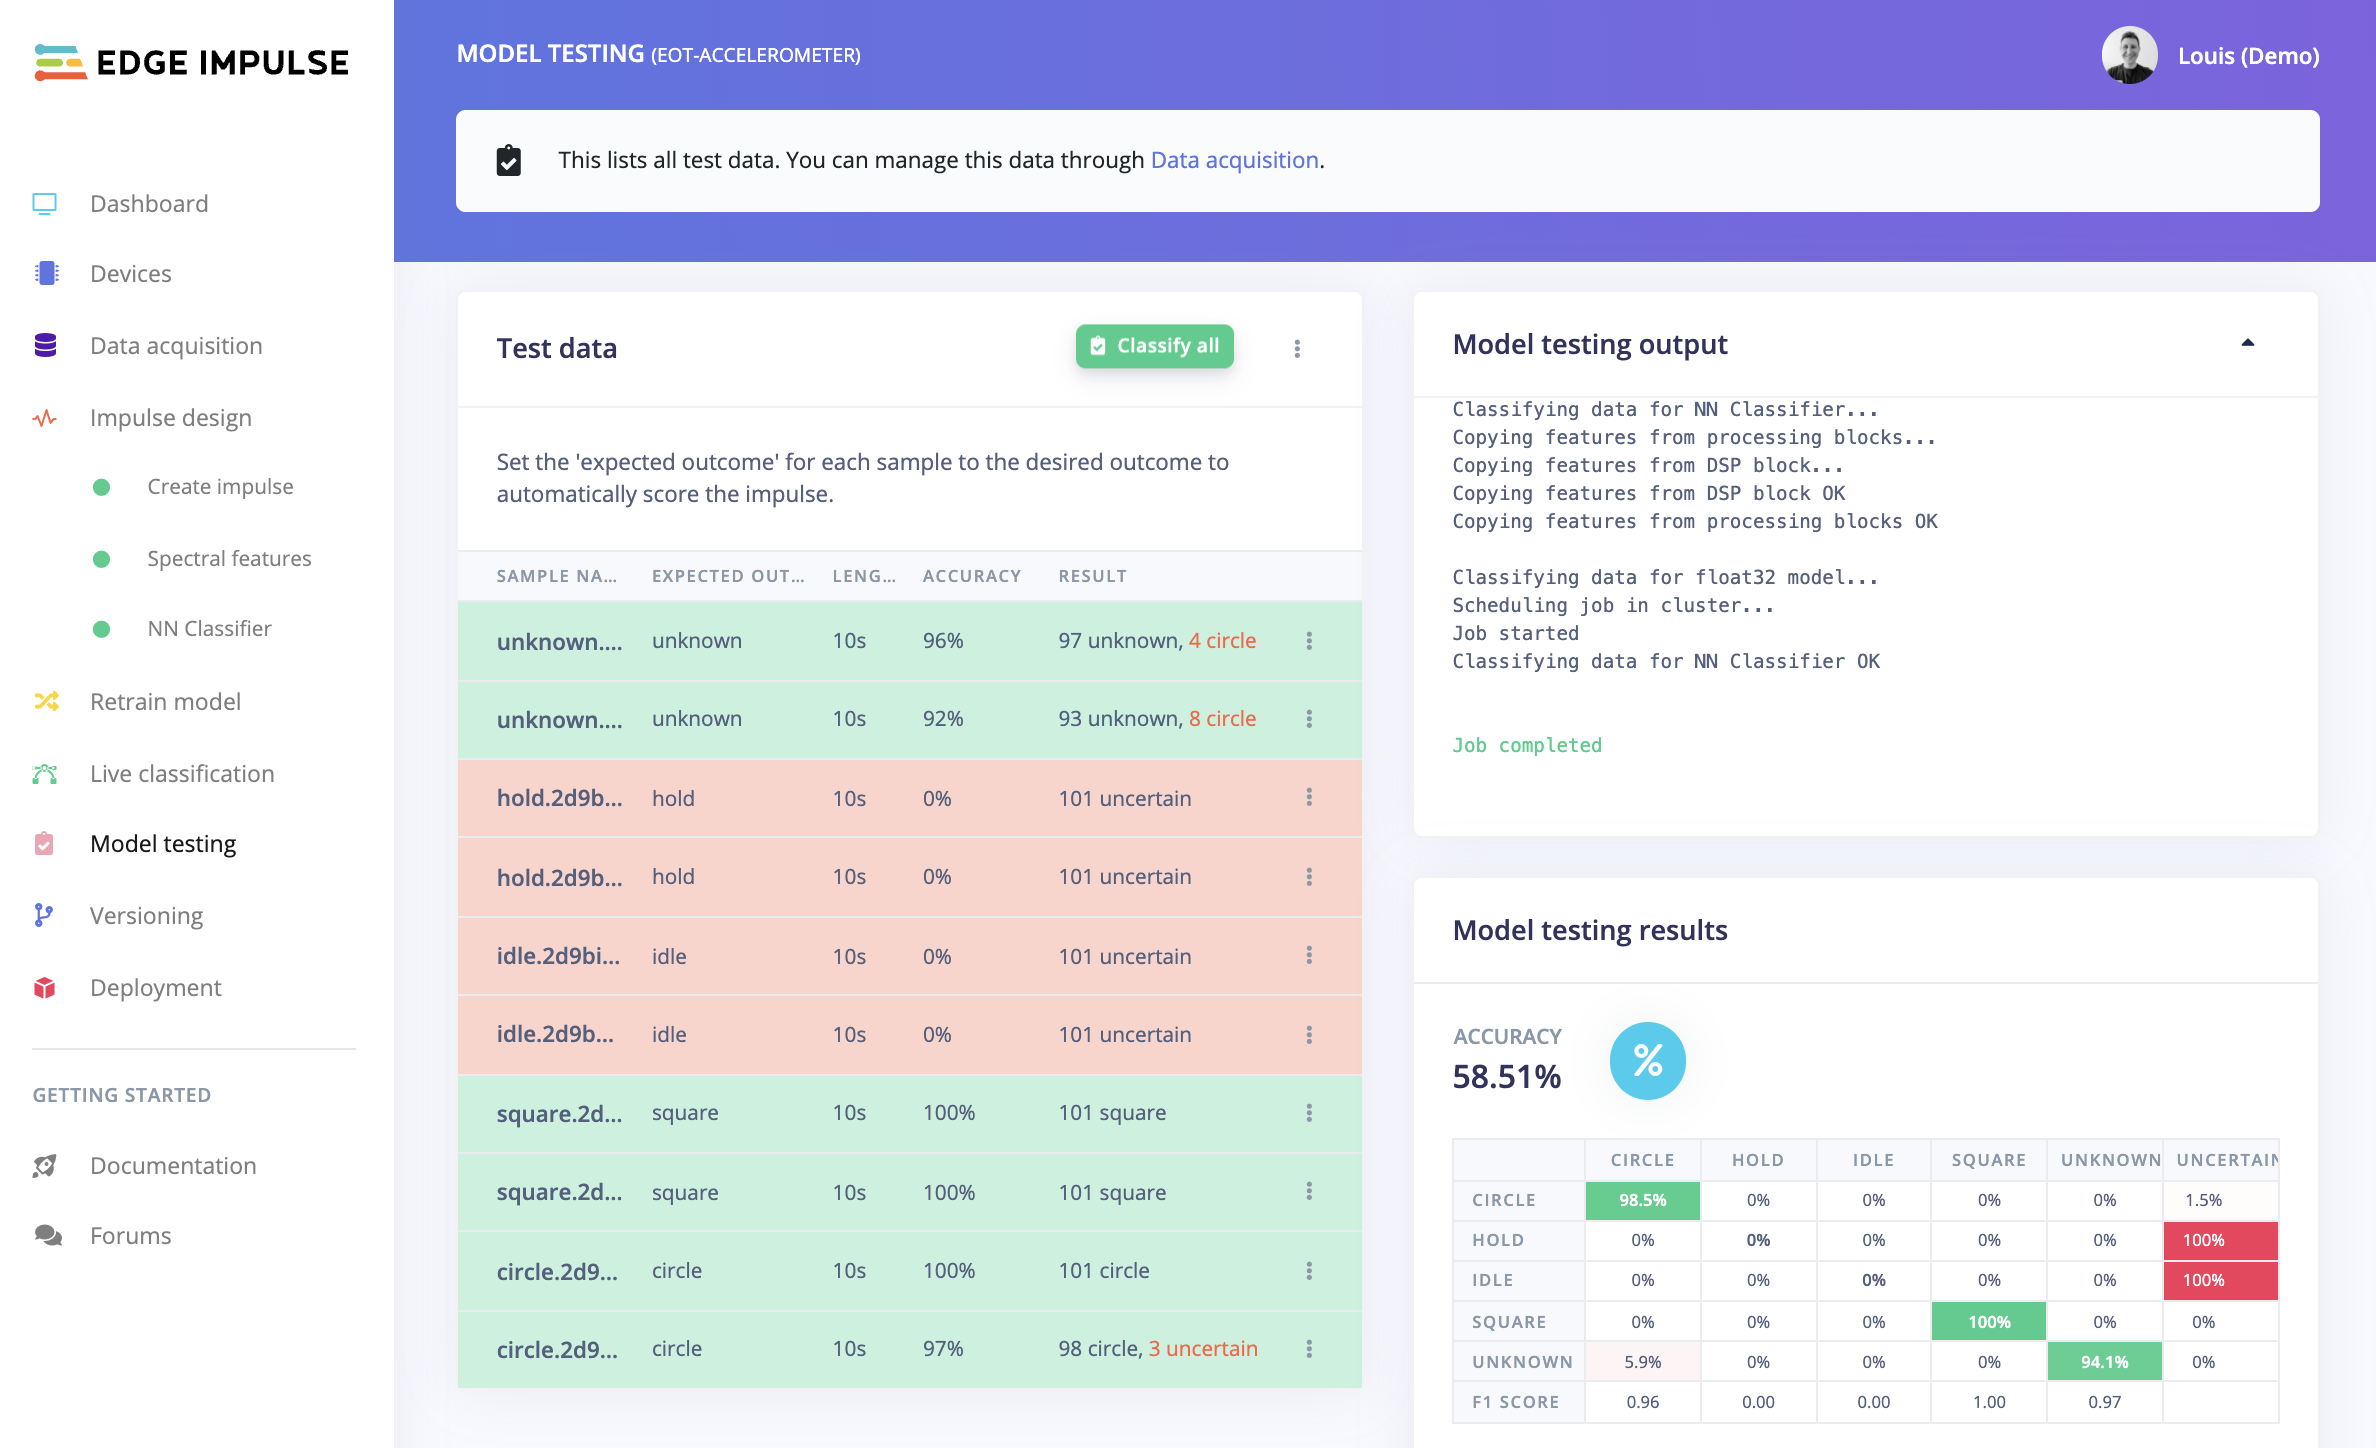 EDGE IMPULSE
Dashboard
Devices
Data acquisition
Impulse design
Create impulse
Spectral features
NN Classifier
Retrain model
Live classification
Model testing
Versioning
Deployment
GETTING STARTED
Documentation
Forums
MODEL TESTING (EOT-ACCELEROMETER)
Louis (Demo)
This lists all test data. You can manage this data through Data acquisition.
Test data
Classify all
Set the 'expected outcome' for each sample to the desired outcome to
automatically score the impulse.
SAMPLE NA... EXPECTED OUT... LENG... ACCURACY RESULT
unknown.... unknown 10s 96% 97 unknown, 4 circle
unknown.... unknown 10s 92% 93 unknown, 8 circle
hold.2d9b... hold 10s 0% 101 uncertain
hold.2d9b... hold 10s 0% 101 uncertain
idle.2d9bi... idle 10s 0% 101 uncertain
idle.2d9b... idle 10s 0% 101 uncertain
square.2d... square 10s 100% 101 square
square.2d... square 10s 100% 101 square
circle.2d9... circle 10s 100% 101 circle
circle.2d9... circle 10s 97% 98 circle, 3 uncertain
Model testing output
Classifying data for NN Classifier...
Copying features from processing blocks...
Copying features from DSP block...
Copying features from DSP block OK
Copying features from processing blocks OK
Classifying data for float32 model...
Scheduling job in cluster...
Job started
Classifying data for NN Classifier OK
Job completed
Model testing results
ACCURACY
58.51%
%
CIRCLE HOLD IDLE SQUARE UNKNOWN UNCERTAIN
CIRCLE 98.5% 0% 0% 0% 0% 1.5%
HOLD 0% 0% 0% 0% 0% 100%
IDLE 0% 0% 0% 0% 0% 100%
SQUARE 0% 0% 0% 100% 0% 0%
UNKNOWN 5.9% 0% 0% 0% 94.1% 0%
F1 SCORE 0.96 0.00 0.00 1.00 0.97